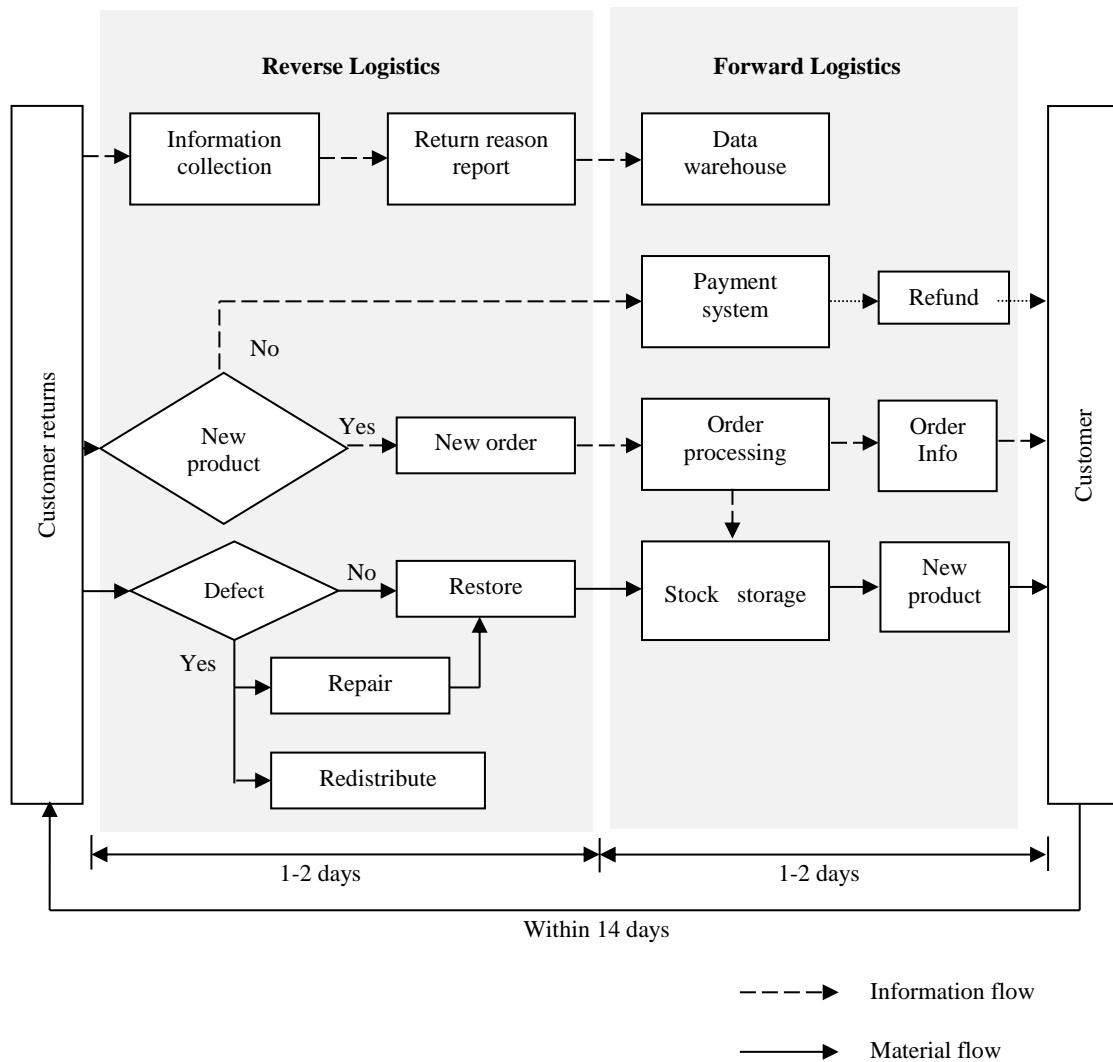 Reverse Logistics
Forward Logistics
Customer returns
Information
collection
Return reason
report
Data
warehouse
Payment
system
Refund
No
New
product
Yes
New order
Order
processing
Order
Info
Customer
Defect
No
Restore
Stock storage
New
product
Yes
Repair
Redistribute
1-2 days
1-2 days
Within 14 days
Information flow
Material flow